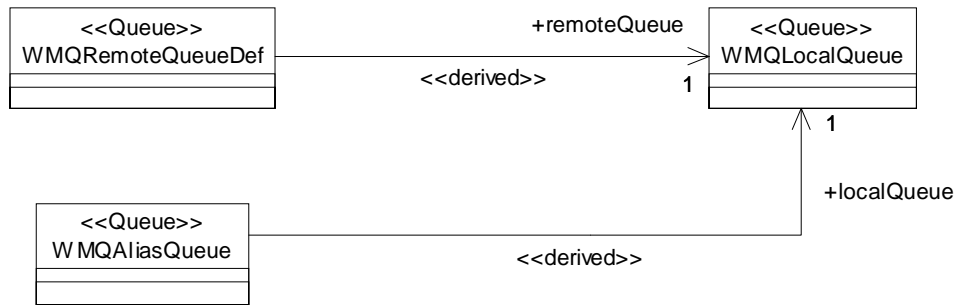 <<Queue>>
WMQRemoteQueueDef
+remoteQueue
<<derived>>
1
<<Queue>>
WMQLocalQueue
1
+localQueue
<<Queue>>
WMQAliasQueue
<<derived>>